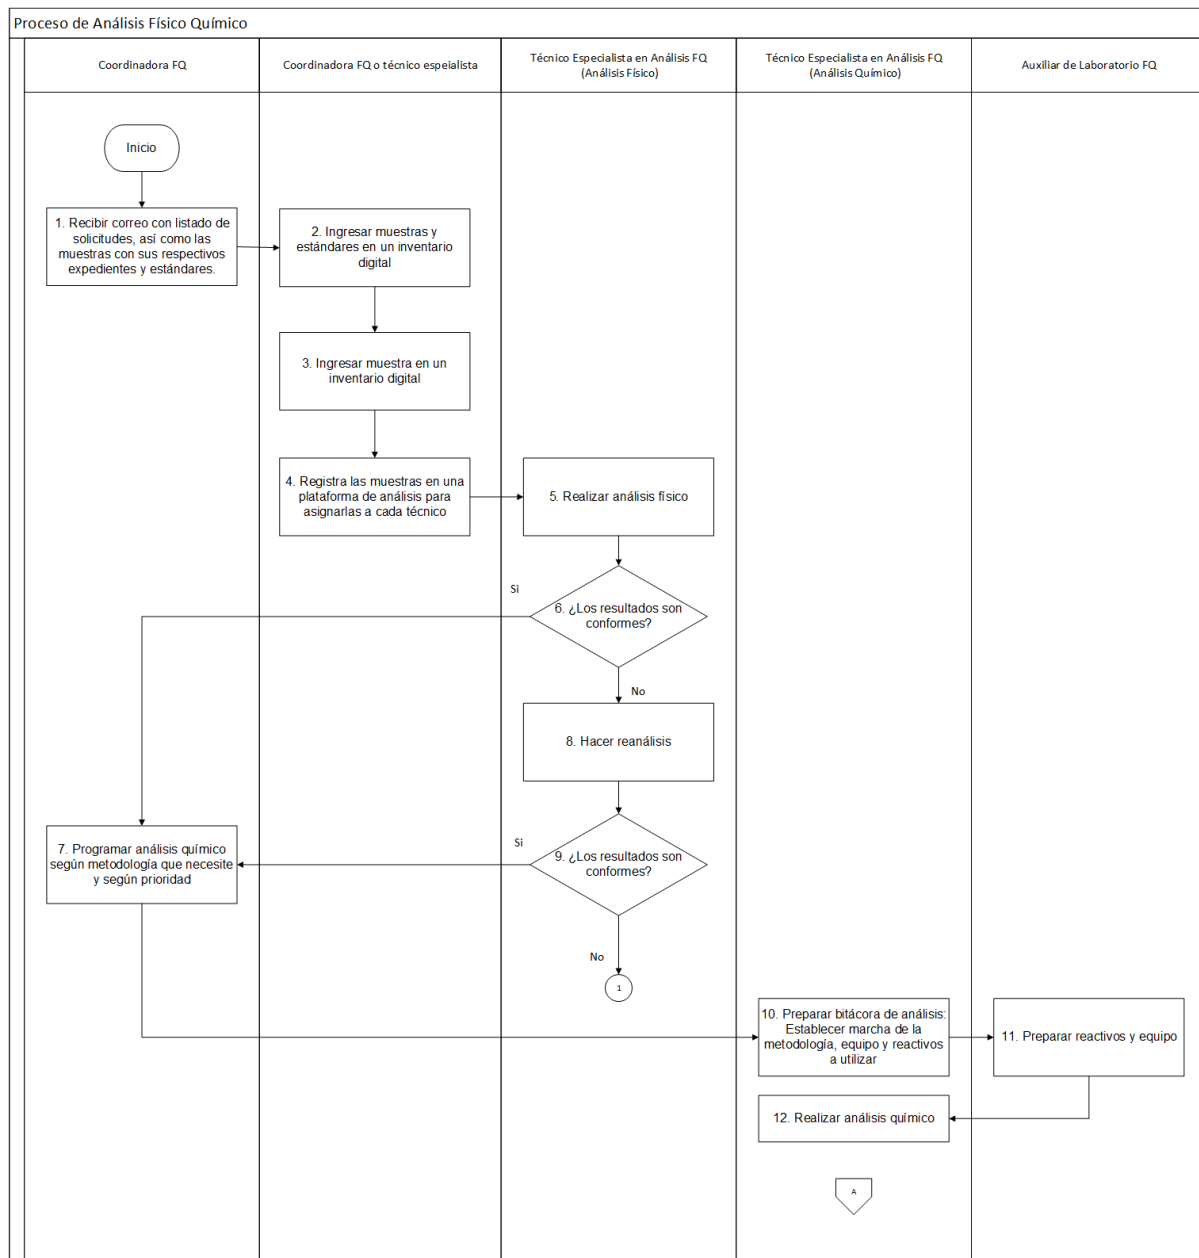 Proceso de Análisis Físico Químico
Coordinadora FQ
Coordinadora FQ o técnico espeialista
Técnico Especialista en Análisis FQ
(Análisis Físico)
Técnico Especialista en Análisis FQ
(Análisis Químico)
Auxiliar de Laboratorio FQ
Inicio
1. Recibir correo con listado de
solicitudes, así como las
muestras con sus respectivos
expedientes y estándares.
2. Ingresar muestras y
estándares en un inventario
digital
3. Ingresar muestra en un
inventario digital
4. Registra las muestras en una
plataforma de análisis para
asignarlas a cada técnico
5. Realizar análisis físico
Si
6. ¿Los resultados son
conformes?
No
8. Hacer reanálisis
7. Programar análisis químico
según metodología que necesite
y según prioridad
Si
9. ¿Los resultados son
conformes?
No
1
10. Preparar bitácora de análisis:
Establecer marcha de la
metodología, equipo y reactivos
a utilizar
11. Preparar reactivos y equipo
12. Realizar análisis químico
A